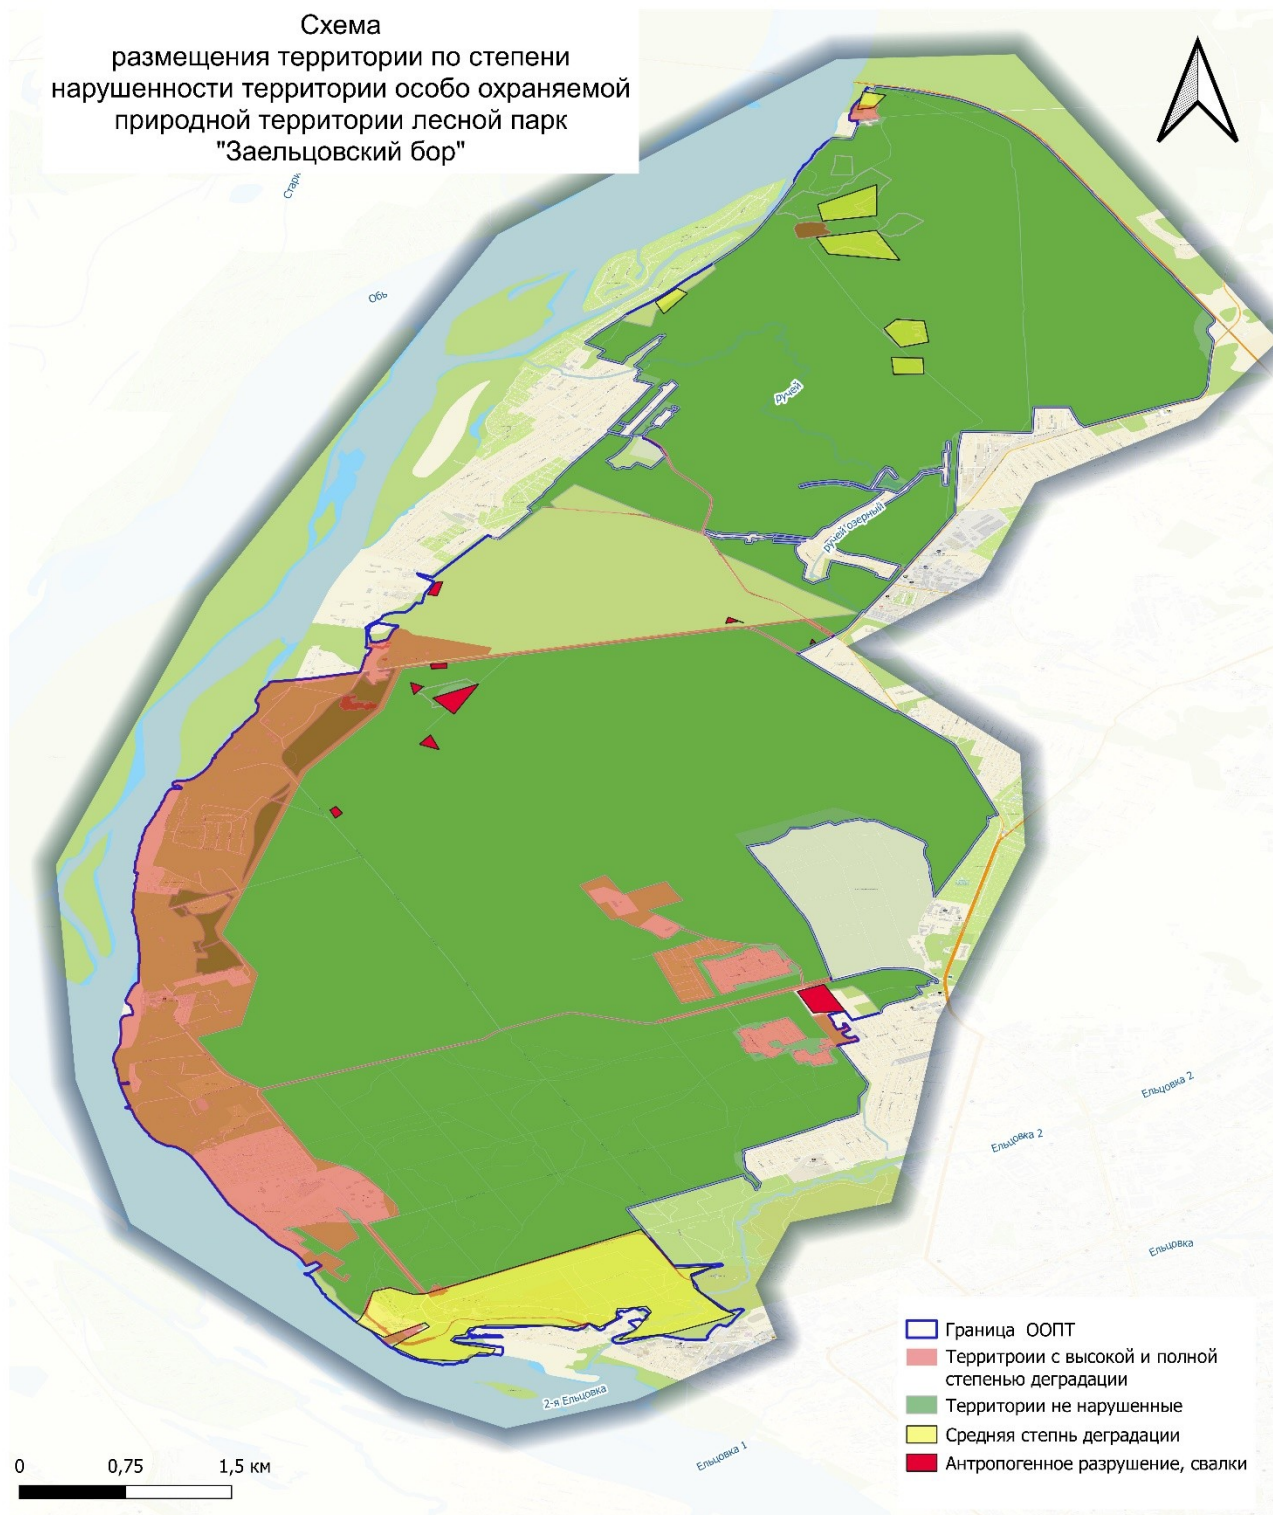 Схема
размещения территории по степени
нарушенности территории особо охраняемой
природной территории лесной парк
"Заельцовский бор"
Обь
ручей
ручей озерный
Ельцовка 2
Ельцовка 2
Ельцовка
2-я Ельцовка
Ельцовка 1
Граница ООПТ
Территроии с высокой и полной
степенью деградации
Территории не нарушенные
Средняя степнь деградации
Антропогенное разрушение, свалки
0 0,75 1,5 км